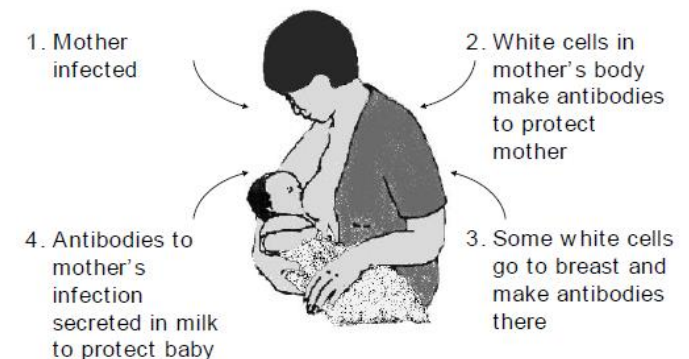 1. Mother
infected
2. White cells in
mother's body
make antibodies
to protect
mother
3. Some white cells
go to breast and
make antibodies
there
4. Antibodies to
mother's
infection
secreted in milk
to protect baby